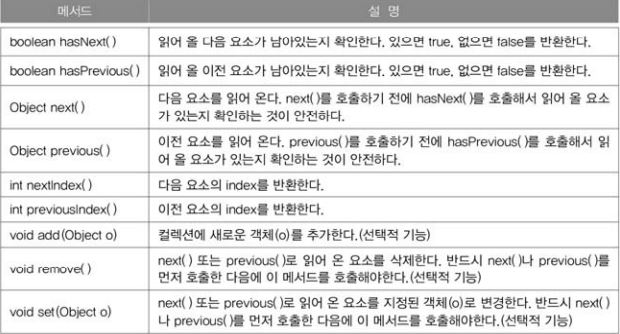 메서드 설 명
boolean hasNext( ) 읽어 올 다음 요소가 남아있는지 확인한다. 있으면 true, 없으면 false를 반환한다.
boolean hasPrevious( ) 읽어 올 이전 요소가 남아있는지 확인한다. 있으면 true, 없으면 false를 반환한다.
Object next( ) 다음 요소를 읽어 온다. next( )를 호출하기 전에 hasNext( )를 호출해서 읽어 올 요소
가 있는지 확인하는 것이 안전하다.
Object previous( ) 이전 요소를 읽어 온다. previous( )를 호출하기 전에 hasPrevious( )를 호출해서 읽
어 올 요소가 있는지 확인하는 것이 안전하다.
int nextIndex( ) 다음 요소의 index를 반환한다.
int previousIndex( ) 이전 요소의 index를 반환한다.
void add(Object o) 컬렉션에 새로운 객체(o)를 추가한다.(선택적 기능)
void remove( ) next( ) 또는 previous( )로 읽어 온 요소를 삭제한다. 반드시 next( )나 previous( )를
먼저 호출한 다음에 이 메서드를 호출해야한다.(선택적 기능)
void set(Object o) next( ) 또는 previous( )로 읽어 온 요소를 지정된 객체(o)로 변경한다. 반드시 next( )
나 previous( )를 먼저 호출한 다음에 이 메서드를 호출해야한다.(선택적 기능)